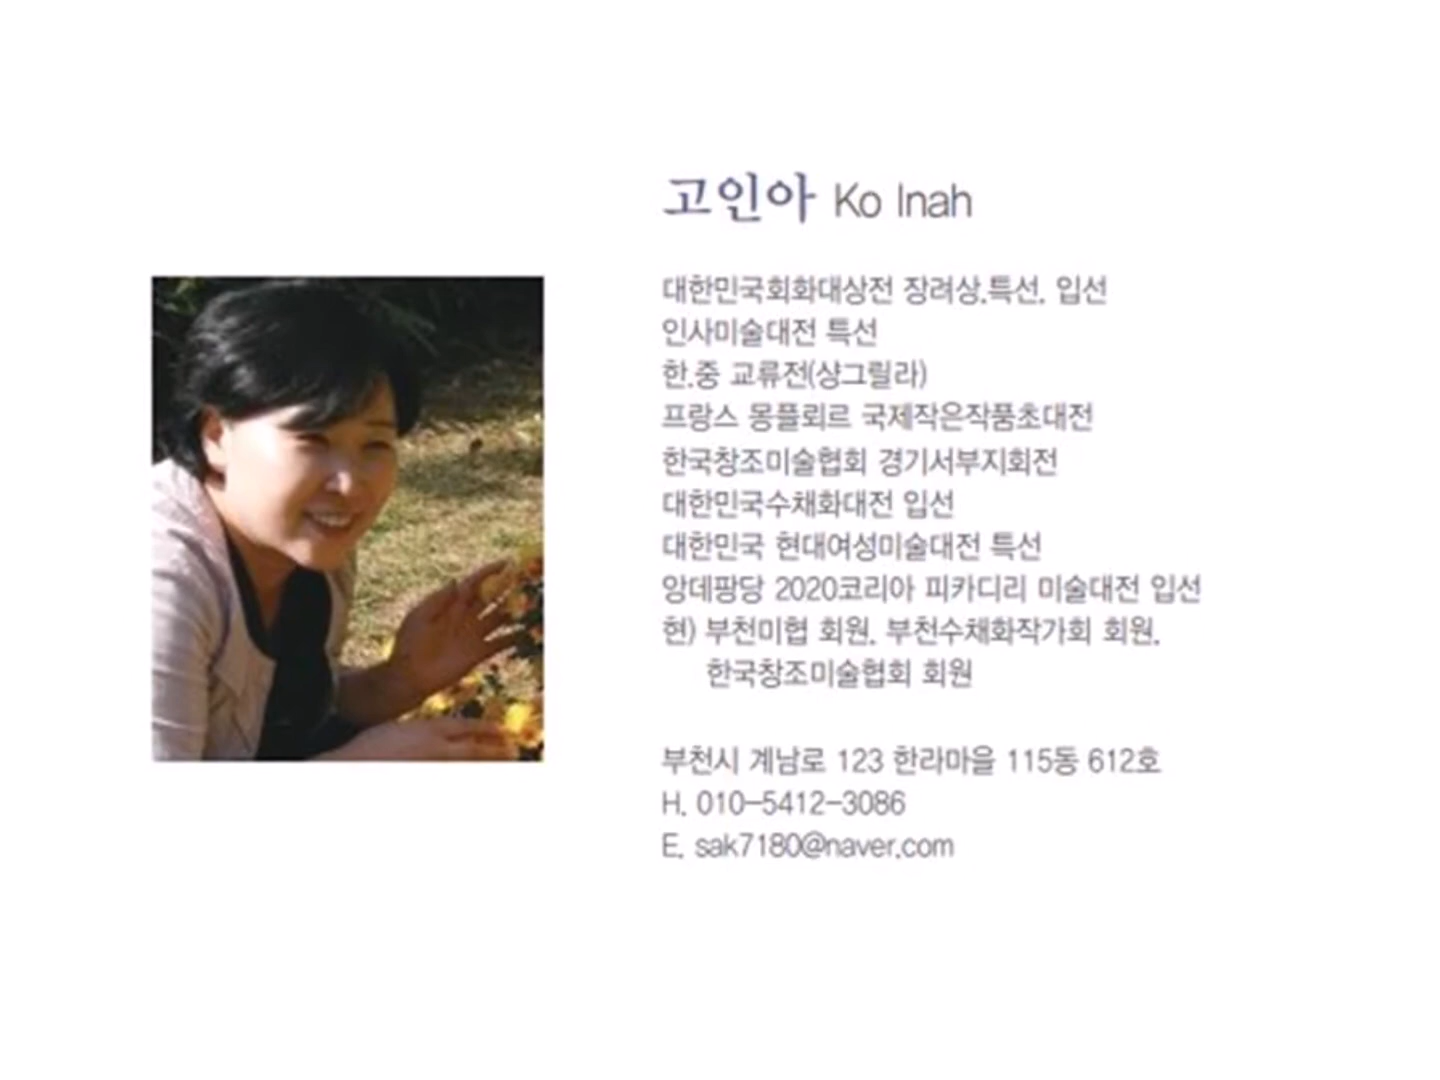 고인아 Ko Inah
대한민국회화대상전 장려상.특선. 입선
인사미술대전 특선
한.중 교류전(샹그릴라)
프랑스 몽플뢰르 국제작은작품초대전
한국창조미술협회 경기서부지회전
대한민국수채화대전 입선
대한민국 현대여성미술대전 특선
앙데팡당 2020코리아 피카디리 미술대전 입선
현) 부천미협 회원. 부천수채화작가회 회원.
한국창조미술협회 회원
부천시 계남로 123 한라마을 115동 612호
H. 010-5412-3086
E. sak7180@naver.com